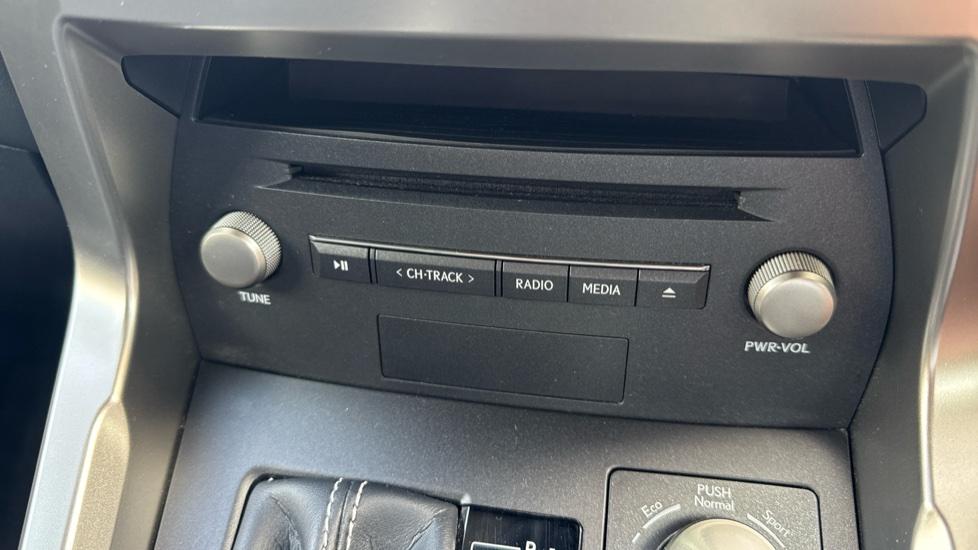 < CH·TRACK >
RADIO
MEDIA
TUNE
PWR·VOL
PUSH
Eco Normal Sport